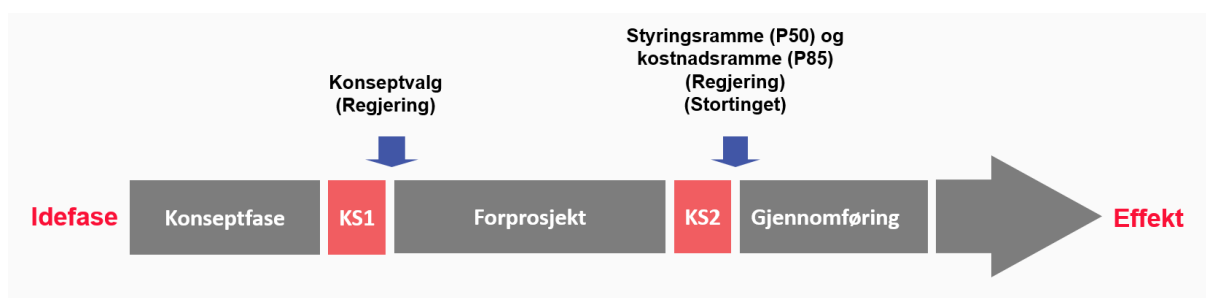 Styringsramme (P50) og
kostnadsramme (P85)
(Regjering)
(Stortinget)
Konseptvalg
(Regjering)
Idefase
Konseptfase
KS1
Forprosjekt
KS2
Gjennomføring
Effekt